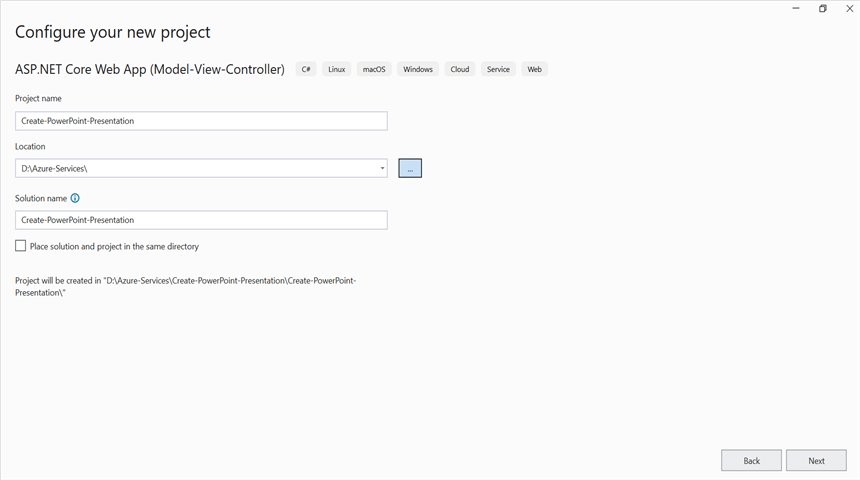 Configure your new project
ASP.NET Core Web App (Model-View-Controller) C# Linux macOS Windows Cloud Service Web
Project name
Create-PowerPoint-Presentation
Location
D:\Azure-Services\
...
Solution name
Create-PowerPoint-Presentation
Place solution and project in the same directory
Project will be created in "D:\Azure-Services\Create-PowerPoint-Presentation\Create-PowerPoint-
Presentation\"
Back Next